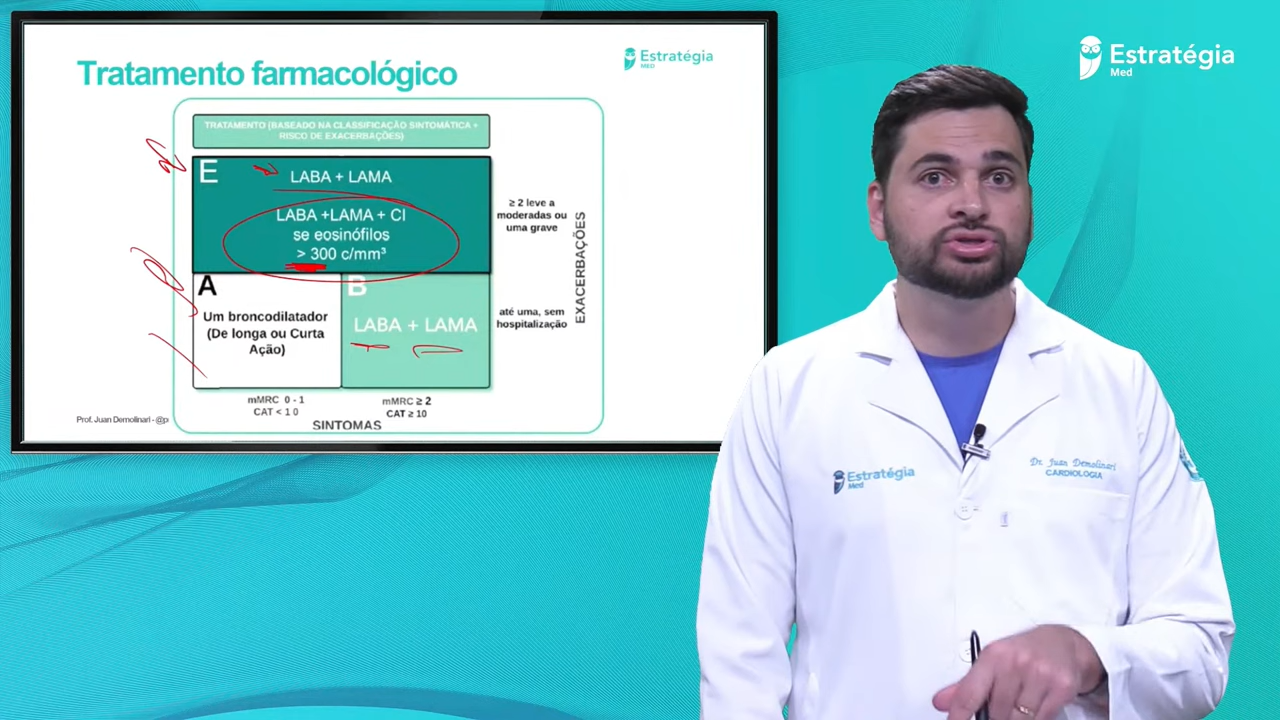 Tratamento farmacológico
Estratégia
MED
TRATAMENTO (BASEADO NA CLASSIFICAÇÃO SINTOMÁTICA +
RISCO DE EXACERBAÇÕES)
E
LABA + LAMA
LABA +LAMA + CI
se eosinófilos
> 300 c/mm³
≥ 2 leve a
moderadas ou
uma grave
EXACERBAÇÕES
A
Um broncodilatador
(De longa ou Curta
Ação)
B
LABA + LAMA
até uma, sem
hospitalização
mMRC 0 - 1
CAT < 1 0
mMRC ≥ 2
CAT ≥ 10
SINTOMAS
Prof. Juan Demolinari - @p
Estratégia
Med
Estratégia
Med
Dr. Juan Demolinari
CARDIOLOGIA